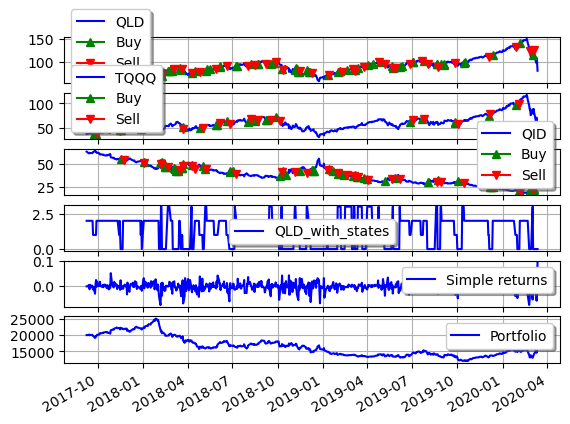 QLD
Buy
Sell
150
100
TQQQ
Buy
Sell
100
50
QID
Buy
Sell
50
25
QLD_with_states
2.5
0.0
Simple returns
0.1
0.0
Portfolio
25000
20000
15000
2017-10 2018-01 2018-04 2018-07 2018-10 2019-01 2019-04 2019-07 2019-10 2020-01 2020-04